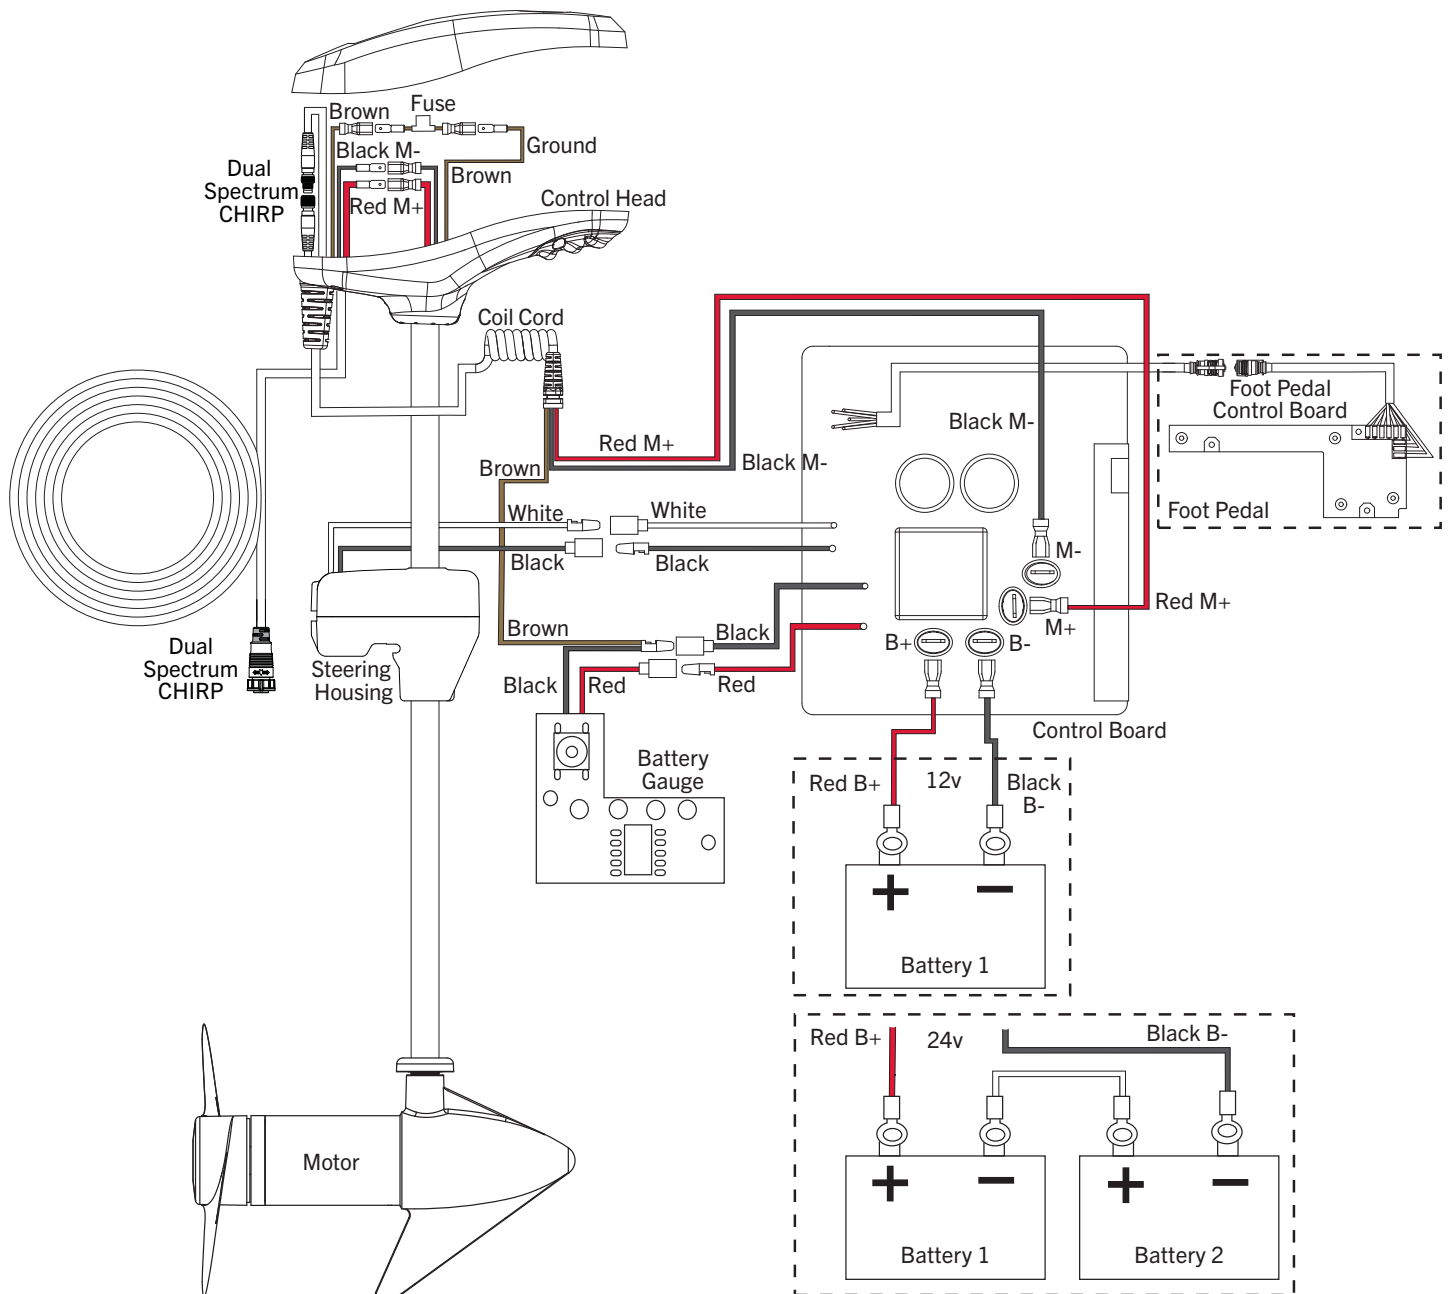 Brown
Fuse
Ground
Black M-
Brown
Dual
Spectrum
CHIRP
Red M+
Control Head
Coil Cord
Foot Pedal
Control Board
Black M-
Red M+
Black M-
Brown
White
White
Foot Pedal
Black
Black
M-
Red M+
M+
Brown
Black
B+
B-
Dual
Spectrum
CHIRP
Steering
Housing
Black
Red
Red
Control Board
Battery
Gauge
Red B+
12v
Black
B-
+
−
Battery 1
Red B+
24v
Black B-
+
−
+
−
Motor
Battery 1
Battery 2